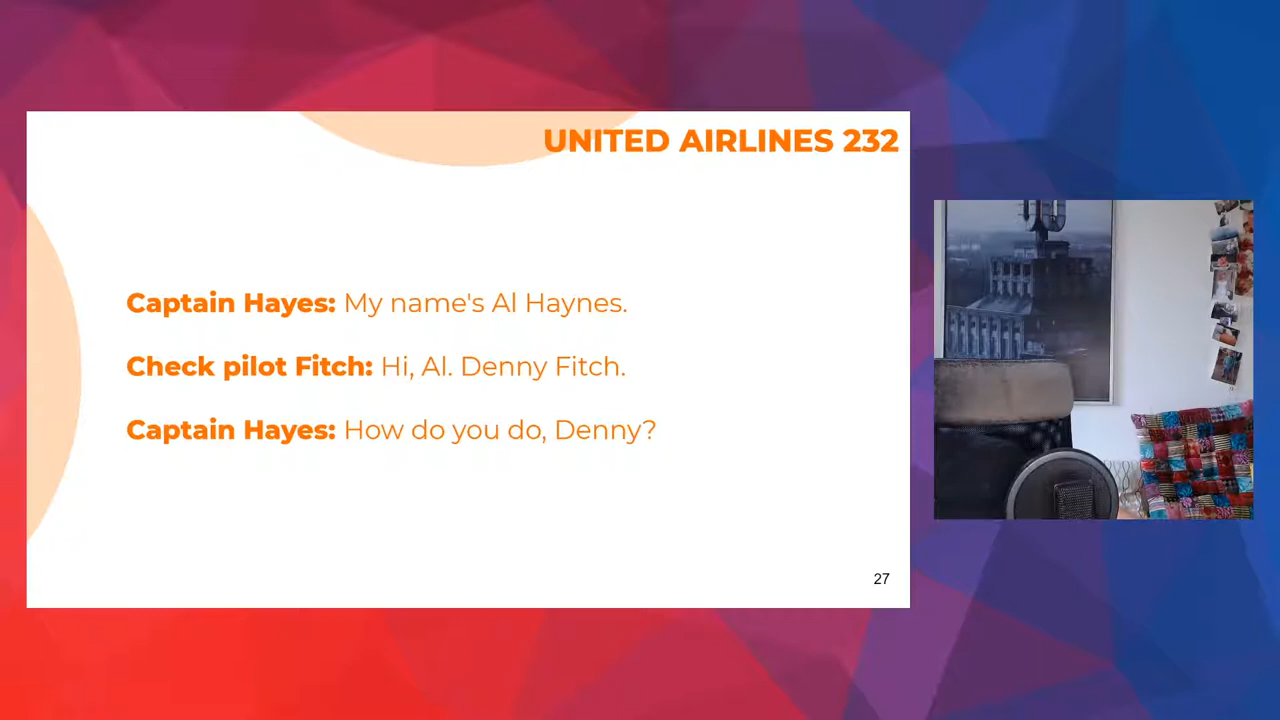 UNITED AIRLINES 232
Captain Hayes: My name's Al Haynes.
Check pilot Fitch: Hi, Al. Denny Fitch.
Captain Hayes: How do you do, Denny?
27